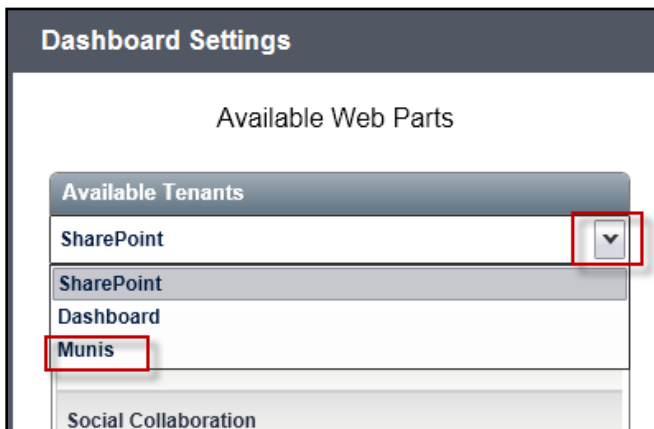 Dashboard Settings
Available Web Parts
Available Tenants
SharePoint
SharePoint
Dashboard
Munis
Social Collaboration